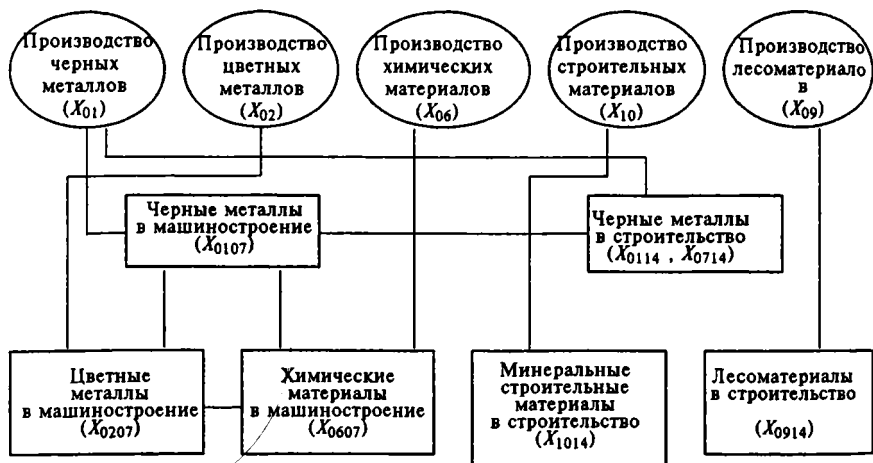 Производство
черных
металлов
(X01)
Производство
цветных
металлов
(X02)
Производство
химических
материалов
(X06)
Производство
строительных
материалов
(X10)
Производство
лесоматериало
в
(X09)
Черные металлы
в машиностроение
(X0107)
Черные металлы
в строительство
(X0114 , X0714)
Цветные
металлы
в машиностроение
(X0207)
Химические
материалы
в машиностроение
(X0607)
Минеральные
строительные
материалы
в строительство
(X1014)
Лесоматериалы
в строительство
(X0914)